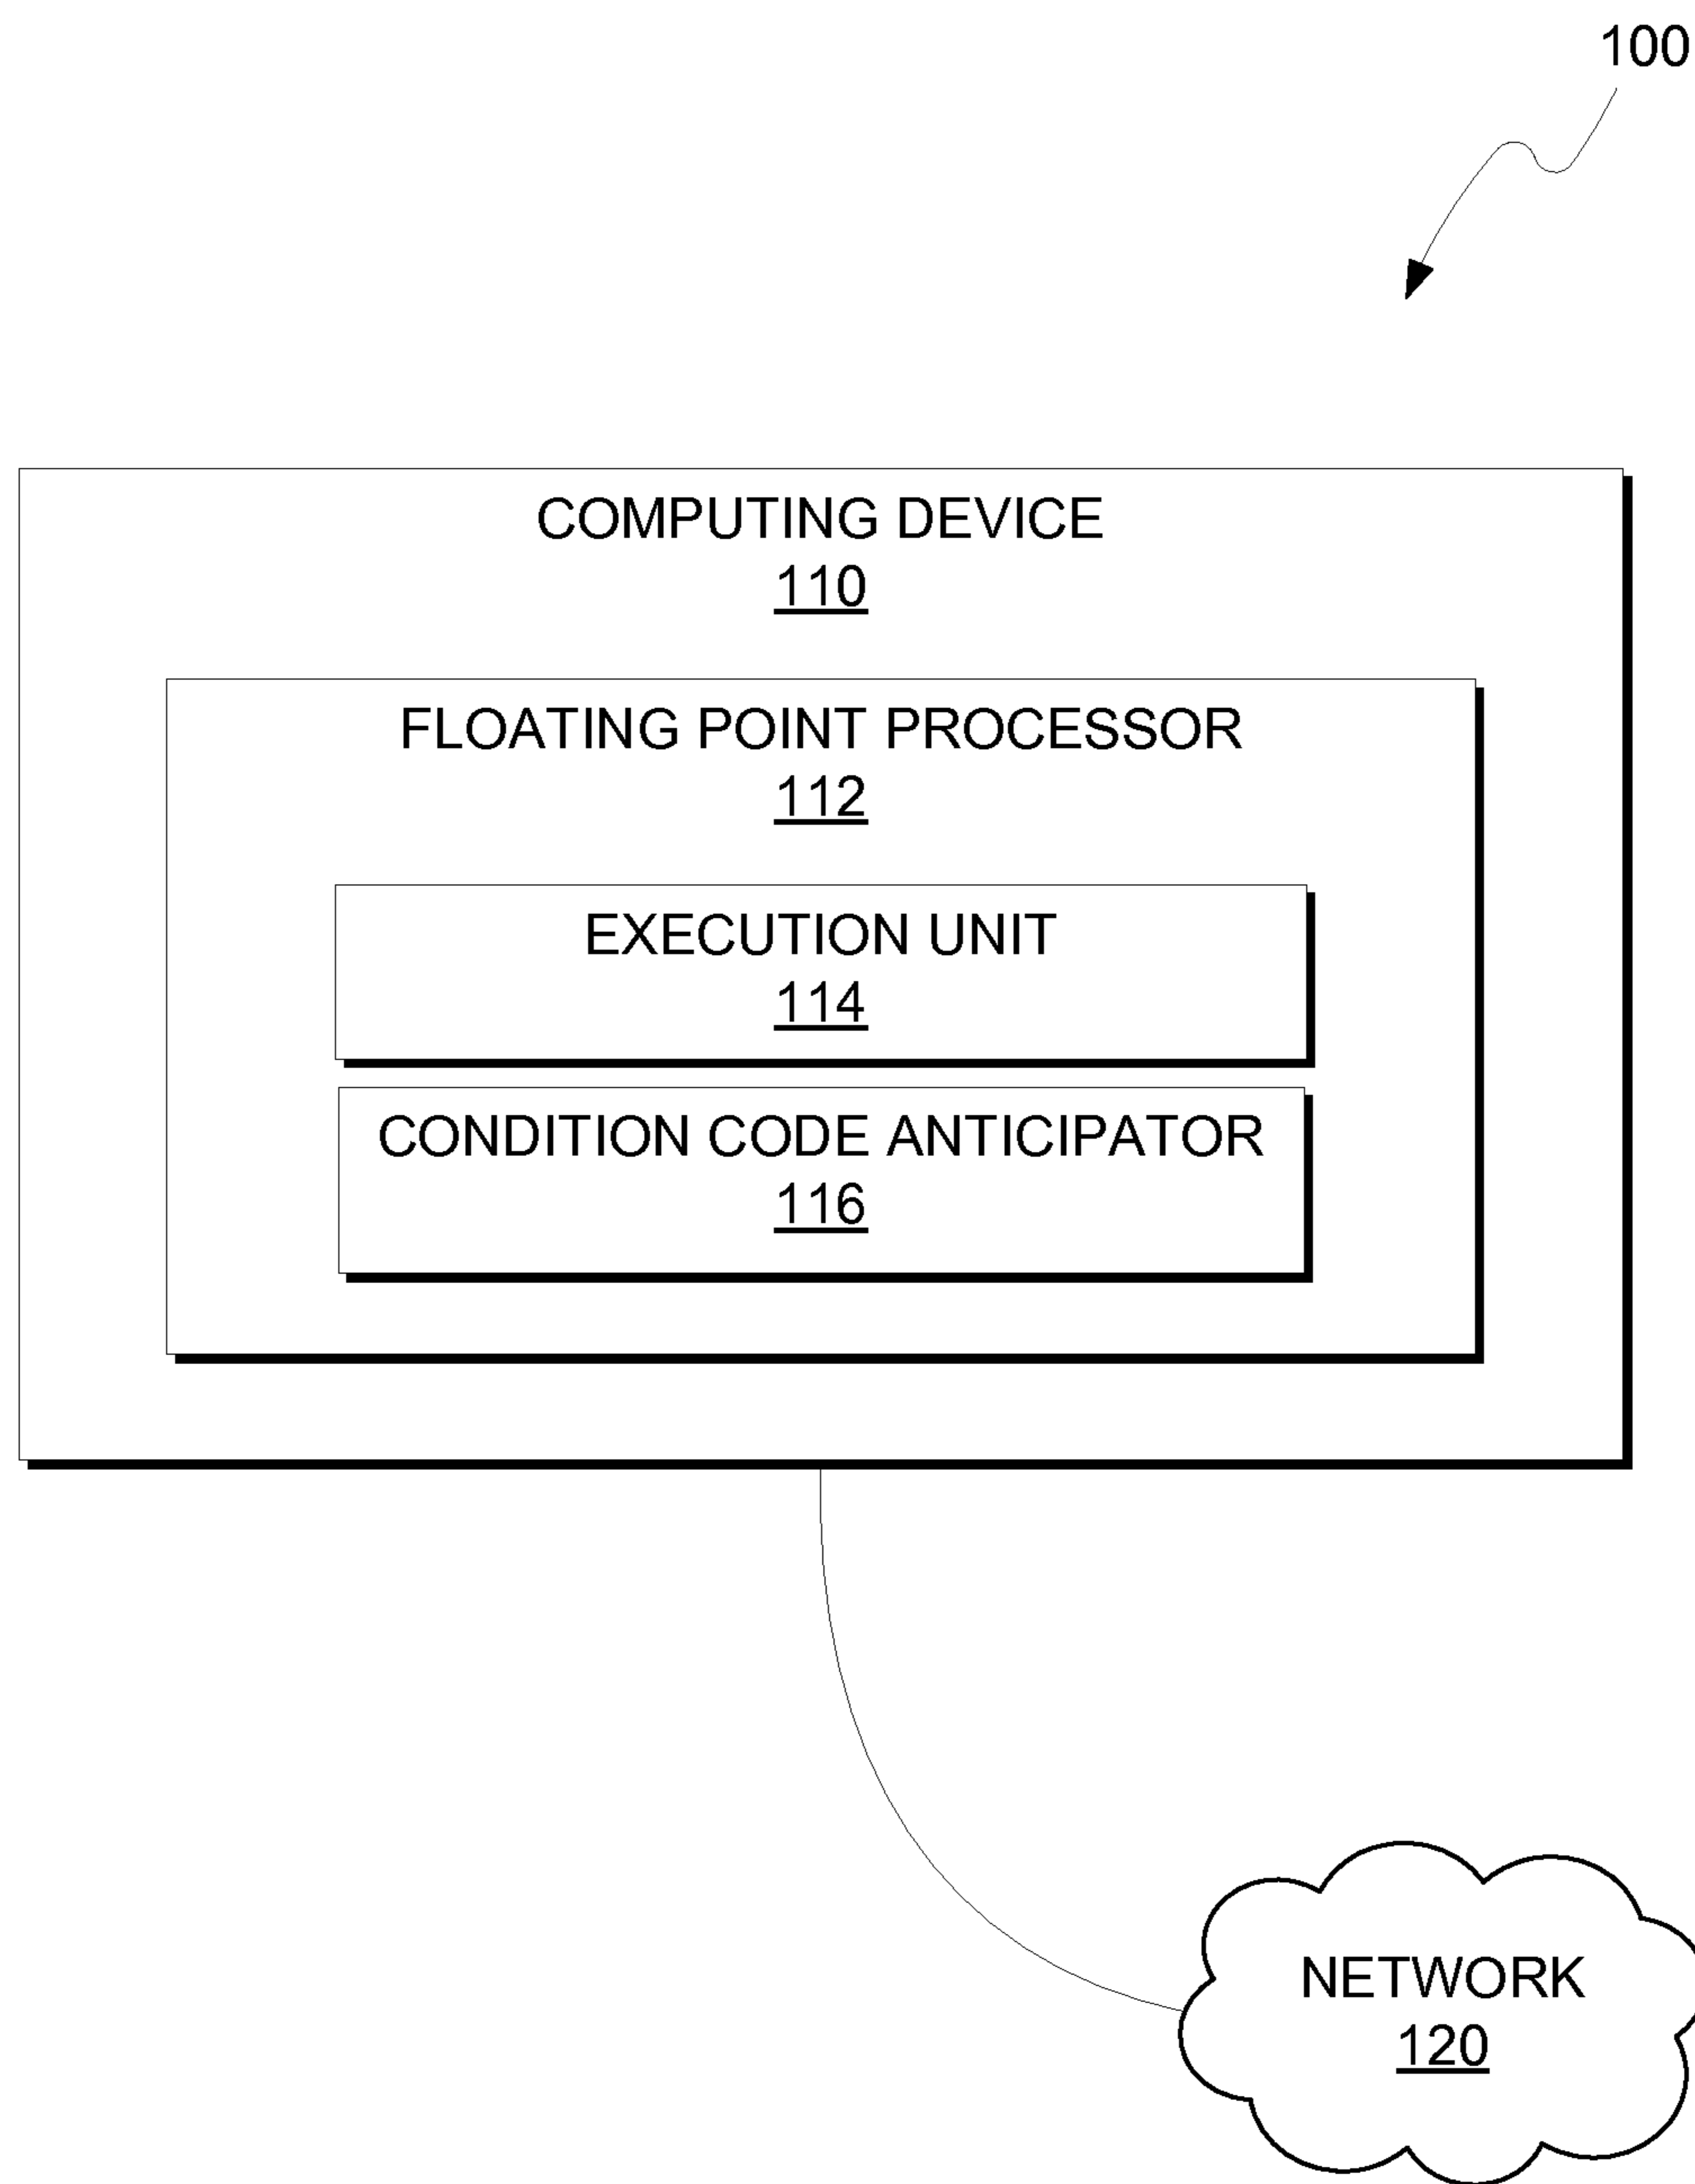 100
COMPUTING DEVICE
110
FLOATING POINT PROCESSOR
112
EXECUTION UNIT
114
CONDITION CODE ANTICIPATOR
116
NETWORK
120